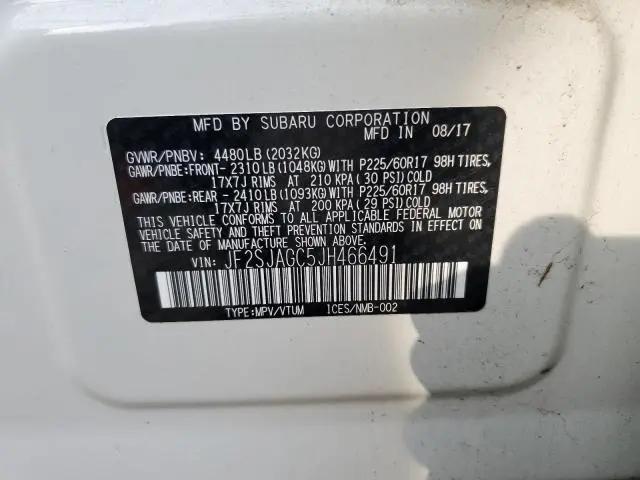 MFD BY SUBARU CORPORATION
MFD IN 08/17
GVWR/PNBV: 4480LB(2032KG)
GAWR/PNBE:FRONT- 2310LB(1048KG)WITH P225/60R17 98H TIRES,
17X7J RIMS AT 210 KPA( 30 PSI)COLD
GAWR/PNBE:REAR - 2410LB(1093KG)WITH P225/60R17 98H TIRES,
17X7J RIMS AT 200 KPA( 29 PSI)COLD
THIS VEHICLE CONFORMS TO ALL APPLICABLE FEDERAL MOTOR
VEHICLE SAFETY AND THEFT PREVENTION STANDARDS IN EFFECT
ON THE DATE OF MANUFACTURE SHOWN ABOVE.
VIN: JF2SJAGC5JH466491
TYPE:MPV/VTUM ICES/NMB-002